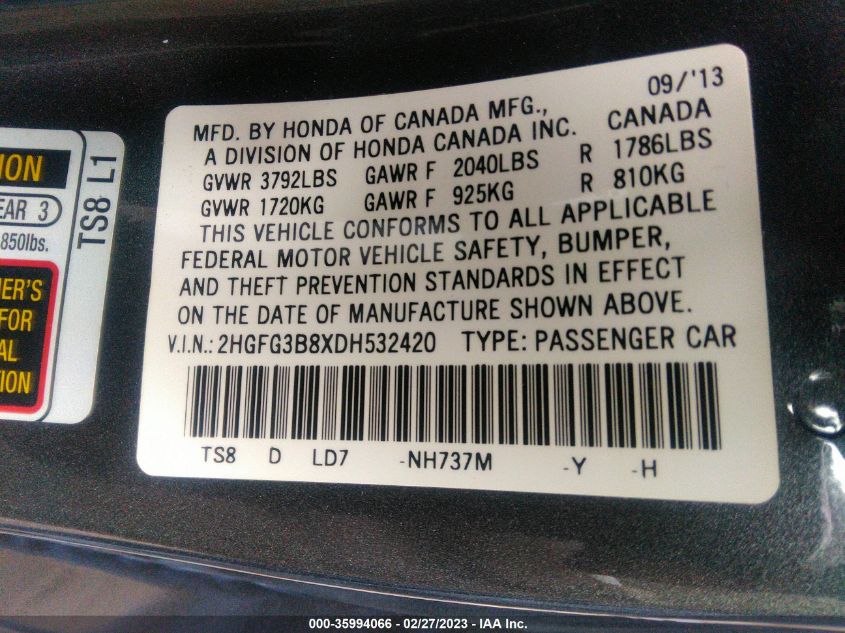 09/'13
MFD. BY HONDA OF CANADA MFG., CANADA
A DIVISION OF HONDA CANADA INC.
GVWR 3792LBS GAWR F 2040LBS R 1786LBS
GVWR 1720KG GAWR F 925KG R 810KG
THIS VEHICLE CONFORMS TO ALL APPLICABLE
FEDERAL MOTOR VEHICLE SAFETY, BUMPER,
AND THEFT PREVENTION STANDARDS IN EFFECT
ON THE DATE OF MANUFACTURE SHOWN ABOVE.
V.I.N.: 2HGFG3B8XDH532420 TYPE: PASSENGER CAR
TS8 D LD7 -NH737M -Y -H
TS8 L1
ION
EAR 3
850lbs.
ER'S
FOR
AL
ION
000-35994066 - 02/27/2023 - IAA Inc.